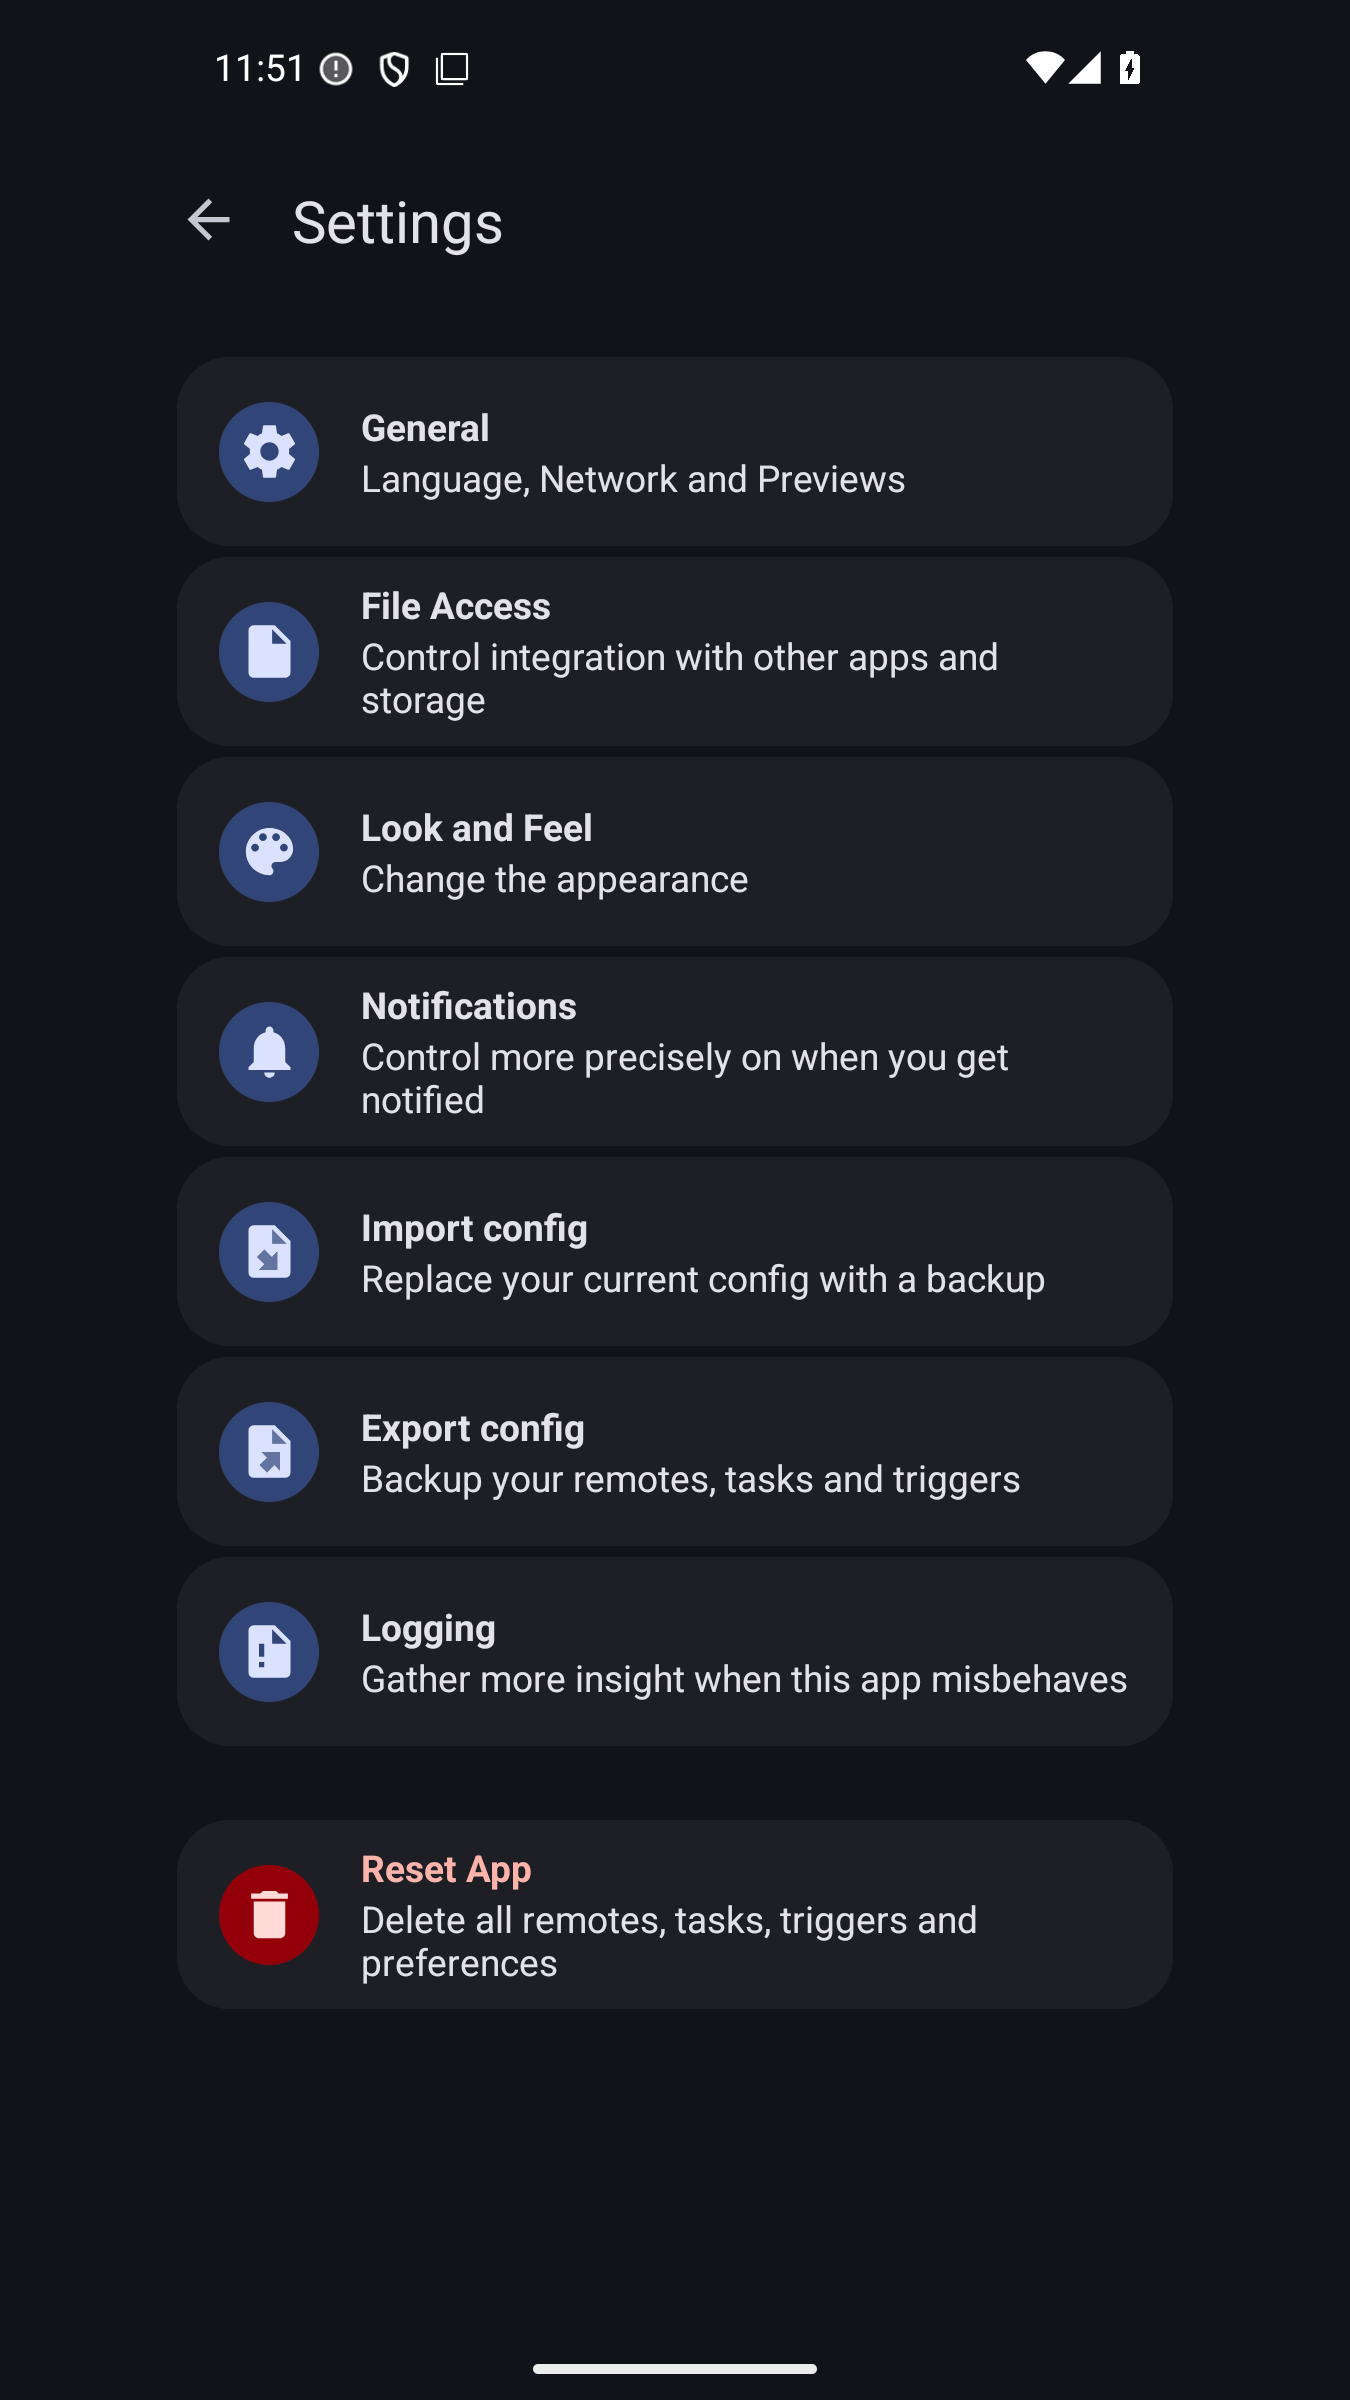 11:51
Settings
General
Language, Network and Previews
File Access
Control integration with other apps and
storage
Look and Feel
Change the appearance
Notifications
Control more precisely on when you get
notified
Import config
Replace your current config with a backup
Export config
Backup your remotes, tasks and triggers
Logging
Gather more insight when this app misbehaves
Reset App
Delete all remotes, tasks, triggers and
preferences